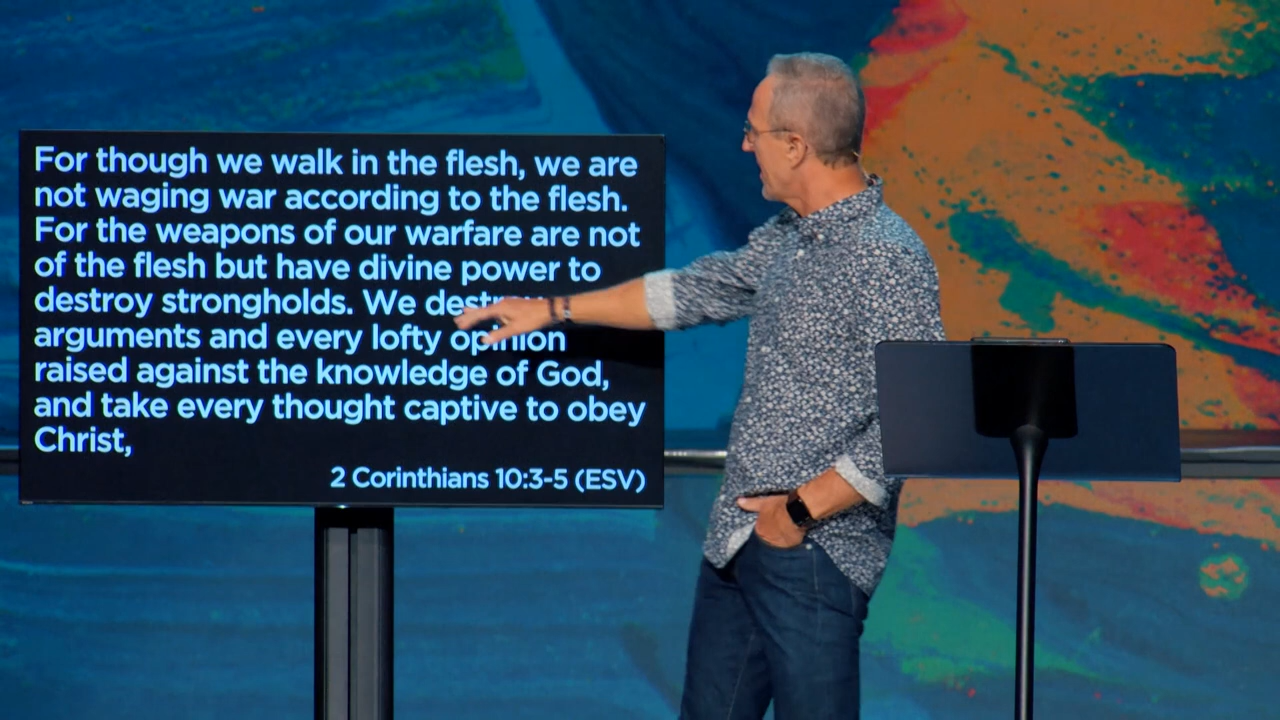 For though we walk in the flesh, we are
not waging war according to the flesh.
For the weapons of our warfare are not
of the flesh but have divine power to
destroy strongholds. We destroy
arguments and every lofty opinion
raised against the knowledge of God,
and take every thought captive to obey
Christ,
2 Corinthians 10:3-5 (ESV)